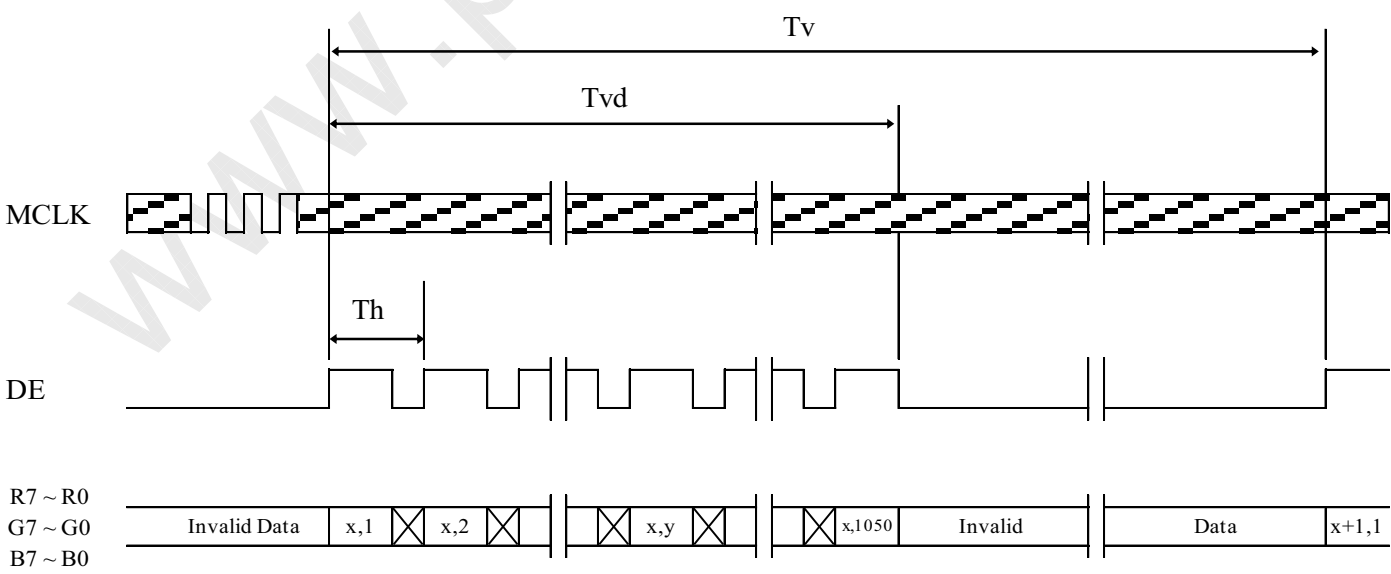 Tv
Tvd
MCLK
Th
DE
R7 ~ R0
G7 ~ G0
B7 ~ B0
Invalid Data x,1 x,2 x,y x,1050 Invalid Data x+1,1
www.p